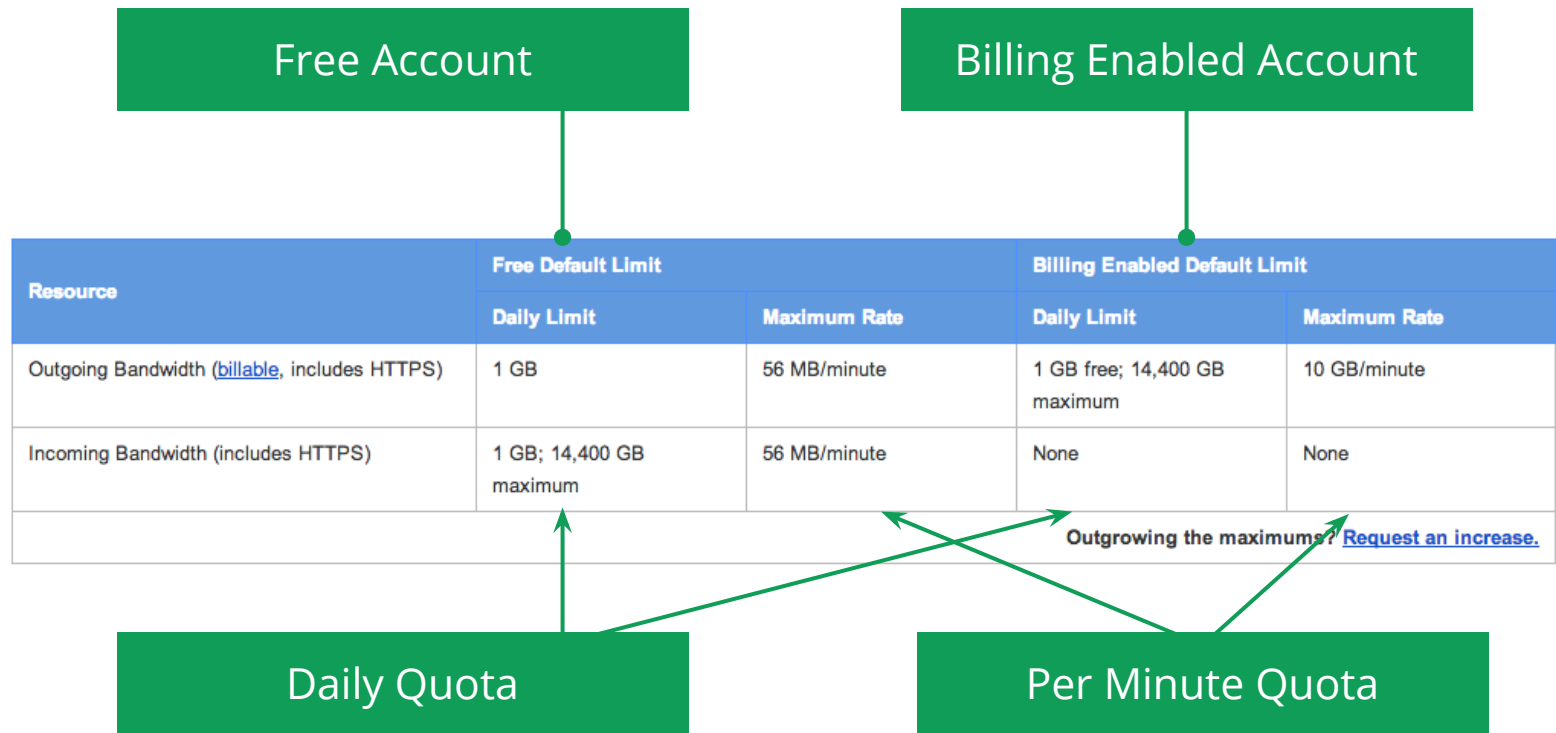 Free Account
Billing Enabled Account
Resource
Free Default Limit
Billing Enabled Default Limit
Daily Limit
Maximum Rate
Daily Limit
Maximum Rate
Outgoing Bandwidth (billable, includes HTTPS)
1 GB
56 MB/minute
1 GB free; 14,400 GB
maximum
10 GB/minute
Incoming Bandwidth (includes HTTPS)
1 GB; 14,400 GB
maximum
56 MB/minute
None
None
Outgrowing the maximums? Request an increase.
Daily Quota
Per Minute Quota